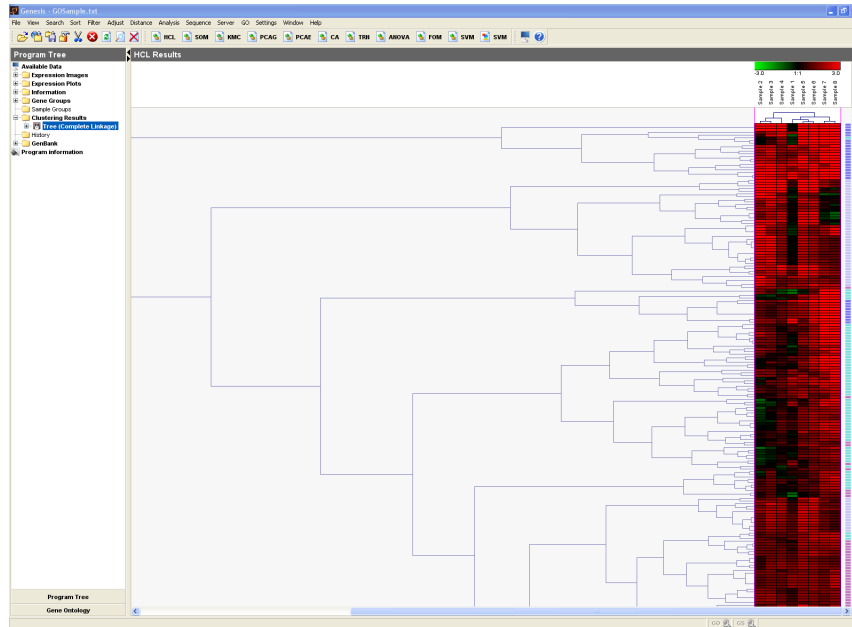 Genesis - GOSample.txt
File View Search Sort Filter Adjust Distance Analysis Sequence Server GO Settings Window Help
HCL SOM KMC PCAG PCAE CA TRN ANOVA FOM SVM SVM
Program Tree
HCL Results
Available Data
Expression Images
Expression Plots
Information
Gene Groups
Sample Groups
Clustering Results
Tree (Complete Linkage)
History
GenBank
Program information
-3.0 1:1 3.0
Sample 2
Sample 3
Sample 4
Sample 1
Sample 5
Sample 6
Sample 7
Sample 8
Program Tree
Gene Ontology
GO GS